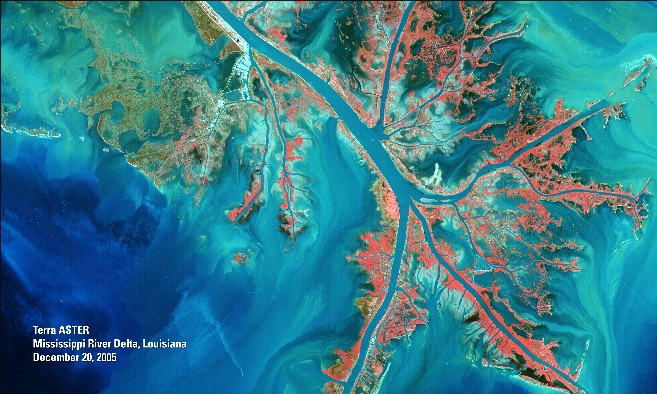 Terra ASTER
Mississippi River Delta, Louisiana
December 20, 2005